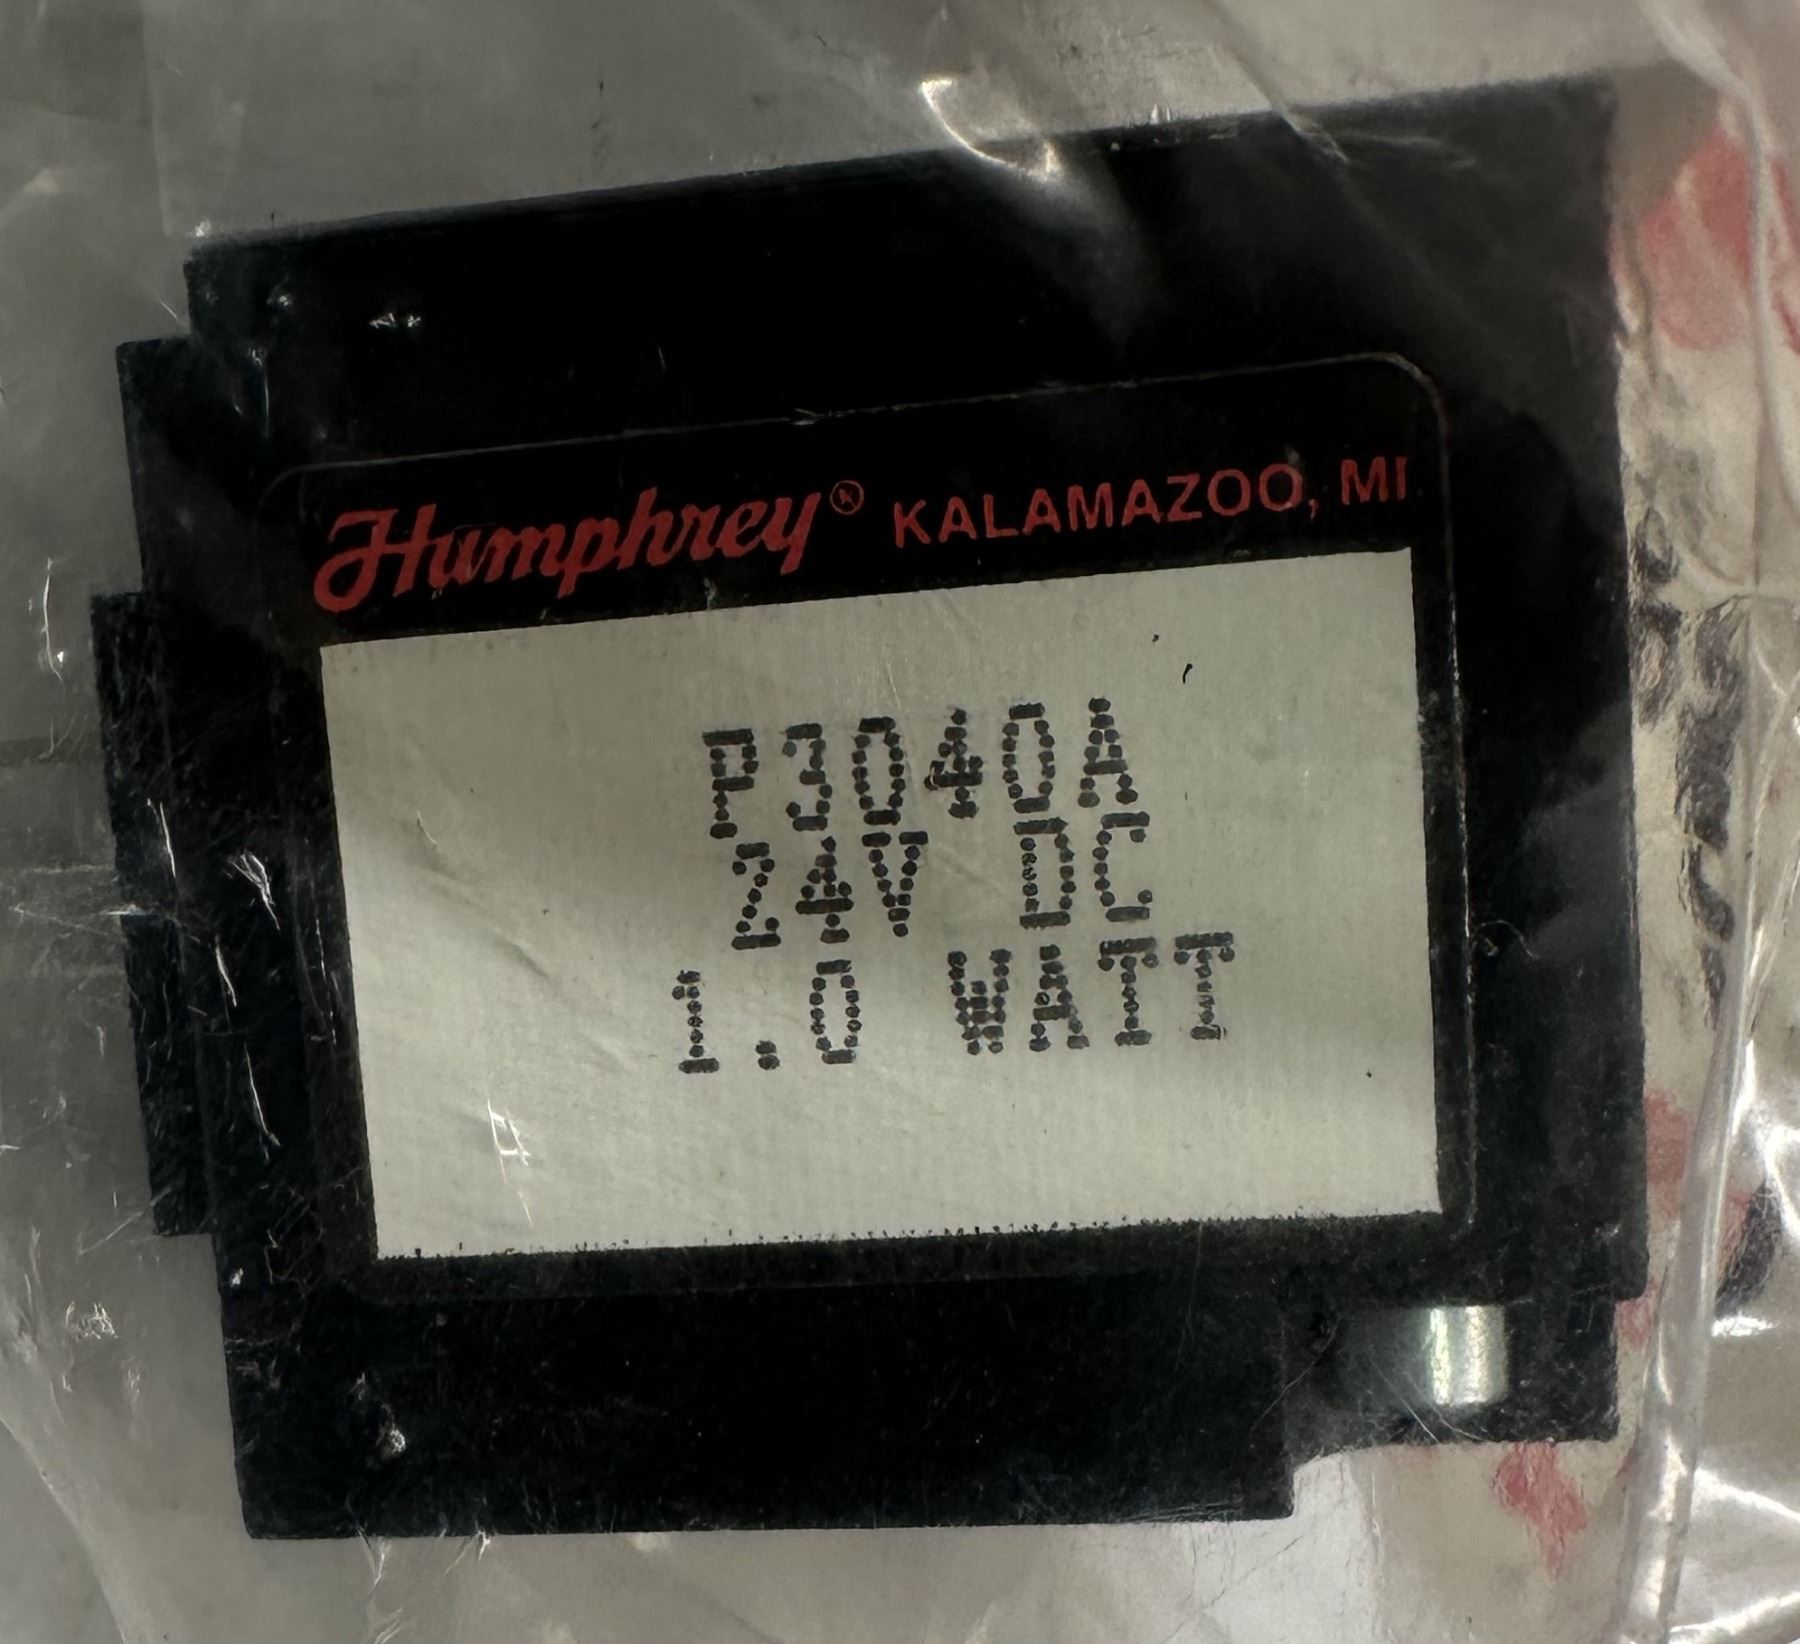 Humphrey® KALAMAZOO, MI
P3040A
24V DC
1.0 WATT